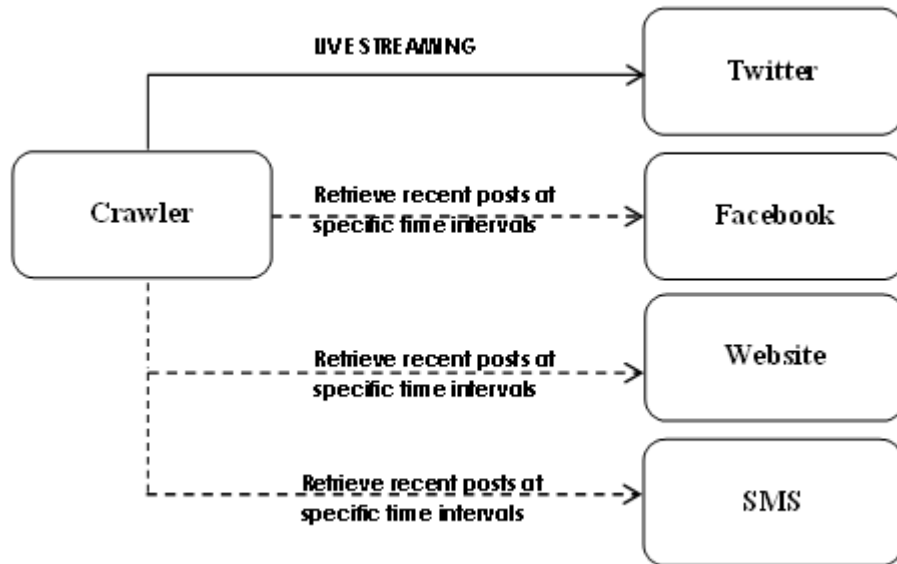 LIVE STREAMING
Twitter
Crawler
Retrieve recent posts at
specific time intervals
Facebook
Retrieve recent posts at
specific time intervals
Website
Retrieve recent posts at
specific time intervals
SMS